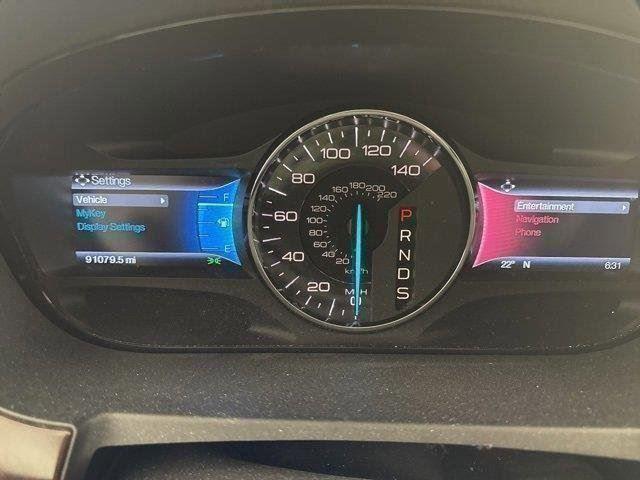 Settings
Vehicle
MyKey
Display Settings
91079.5 mi
F
E
0 20 40 60 80 100 120 140
MPH
20 40 60 80 100 120 140 160 180 200 220
km/h
P
R
N
D
S
Entertainment
Navigation
Phone
22° N
6:31